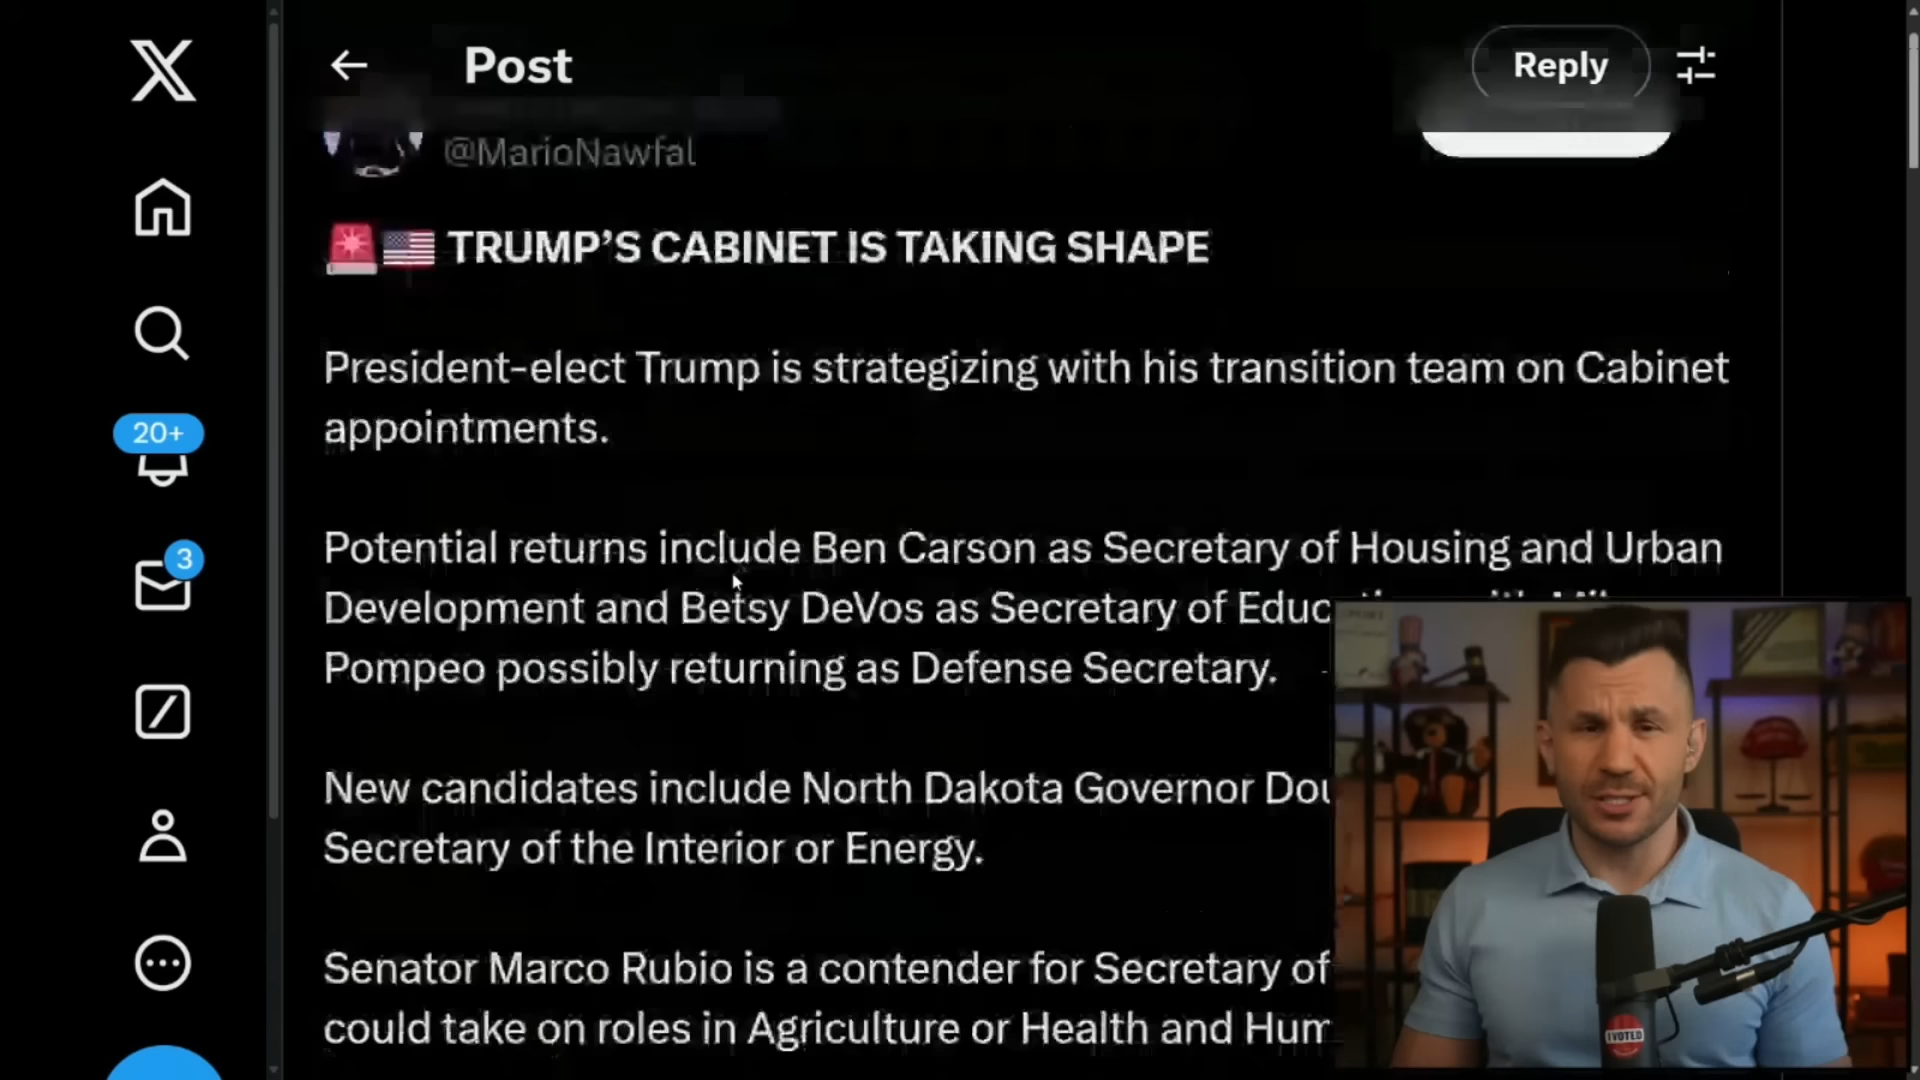 Post
Reply
@MarioNawfal
🚨🇺🇸 TRUMP’S CABINET IS TAKING SHAPE
President-elect Trump is strategizing with his transition team on Cabinet
appointments.
20+
Potential returns include Ben Carson as Secretary of Housing and Urban
3
Development and Betsy DeVos as Secretary of Educ
Pompeo possibly returning as Defense Secretary.
New candidates include North Dakota Governor Dou
Secretary of the Interior or Energy.
Senator Marco Rubio is a contender for Secretary of
could take on roles in Agriculture or Health and Hum
I VOTED